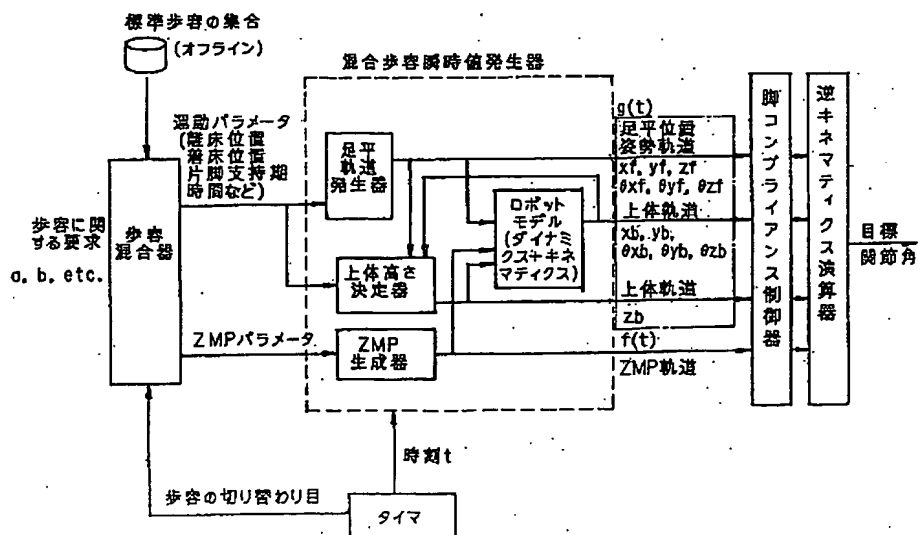 標準歩容の集合
(オフライン)
混合歩容瞬時値発生器
運動パラメータ
(離床位置
着床位置
片脚支持期
時間など)
歩容に関
する要求
a, b, etc.
歩容
混合器
足平
軌道
発生器
上体高さ
決定器
ZMPパラメータ
ZMP
生成器
ロボット
モデル
(ダイナミ
クス+キネ
マティクス)
g(t)
足平位置
姿勢軌道
xf, yf, zf
θxf, θyf, θzf
上体軌道
xb, yb,
θxb, θyb, θzb
上体軌道
zb
f(t)
ZMP軌道
脚コンプライアンス制御器
逆キネマティクス演算器
目標
関節角
時刻t
歩容の切り替わり目
タイマ